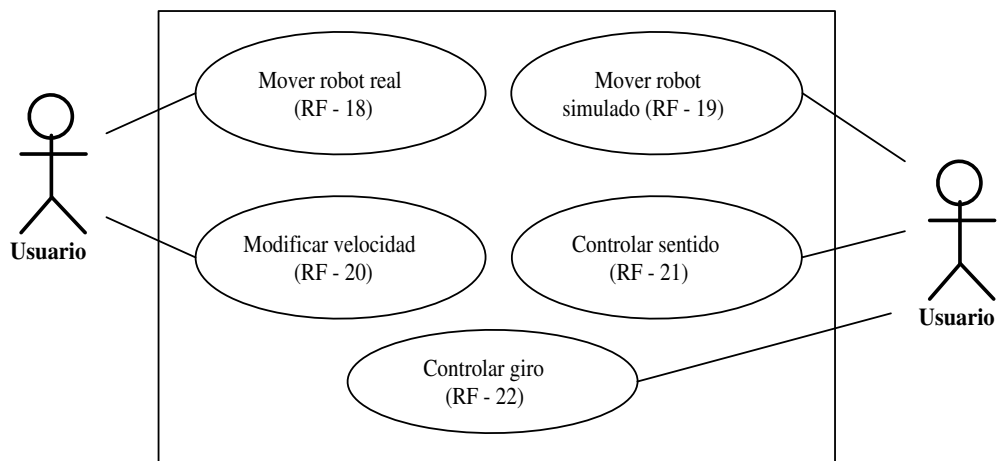 Mover robot real
(RF - 18)
Mover robot
simulado (RF - 19)
Usuario
Modificar velocidad
(RF - 20)
Controlar sentido
(RF - 21)
Usuario
Controlar giro
(RF - 22)